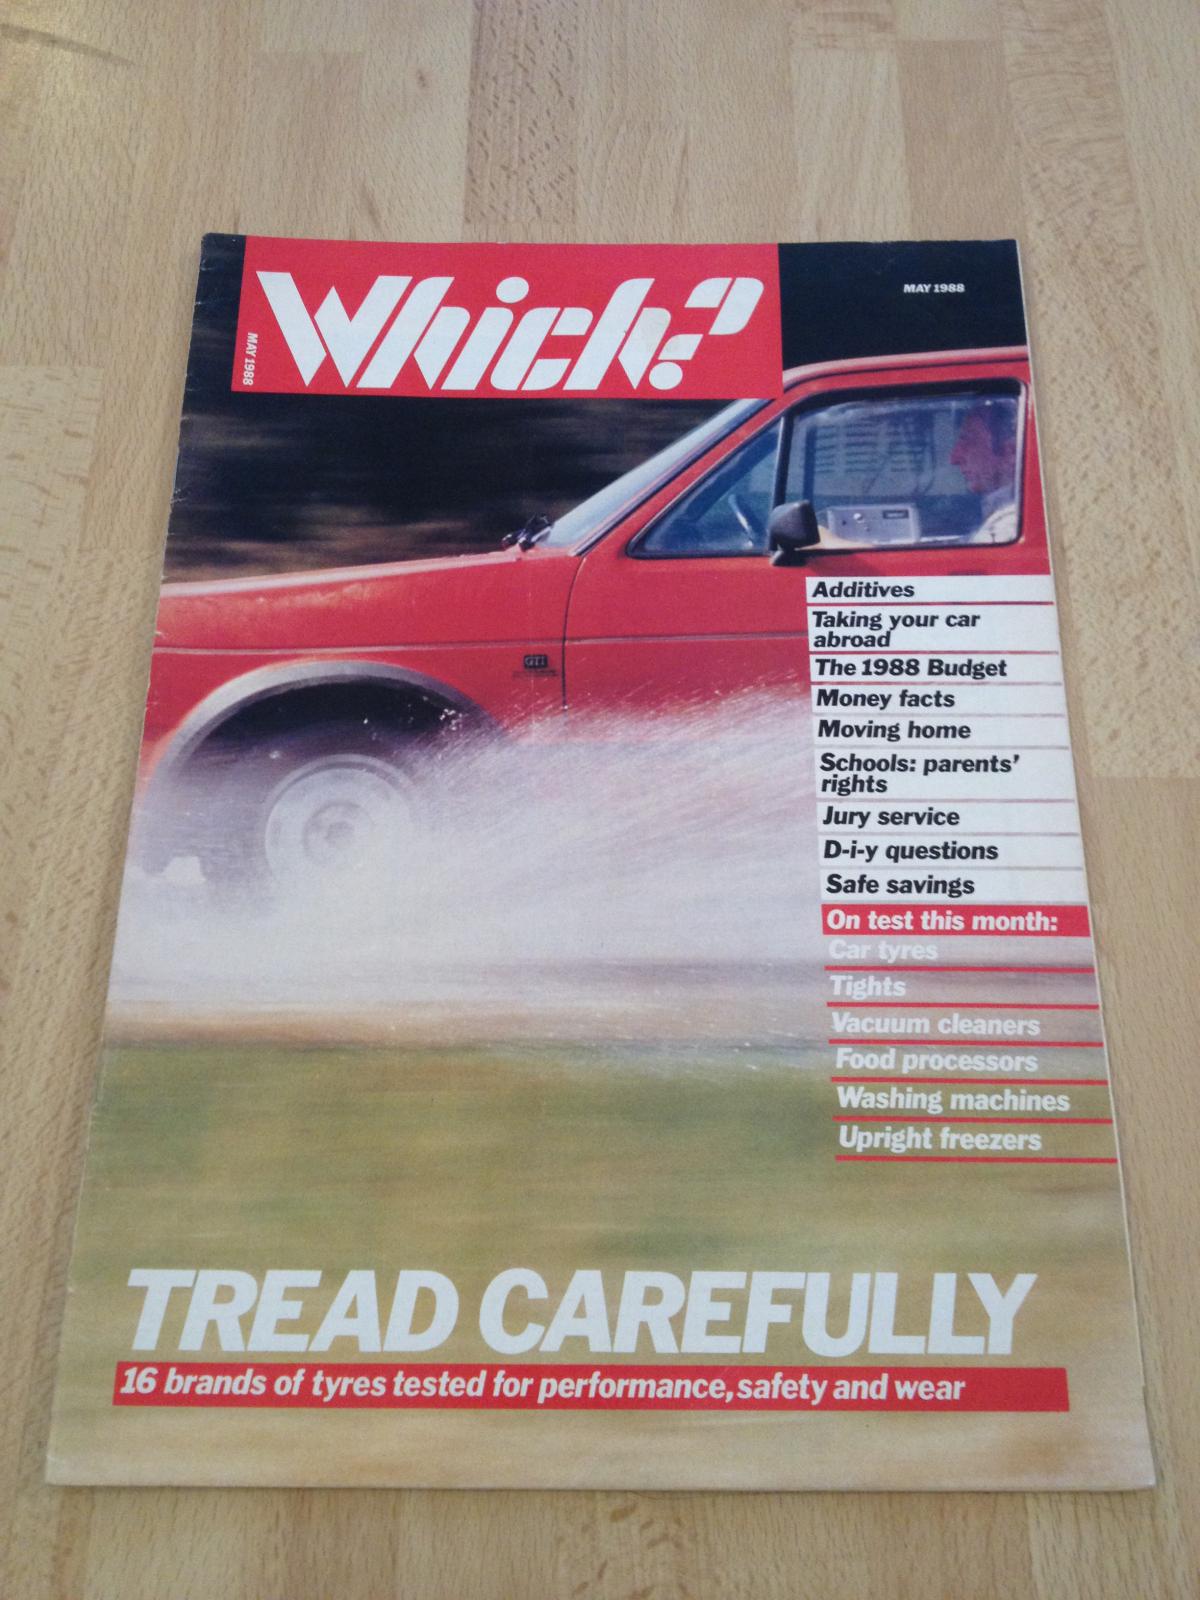 Which?
MAY 1988
MAY 1988
GTI
Additives
Taking your car
abroad
The 1988 Budget
Money facts
Moving home
Schools: parents'
rights
Jury service
D-i-y questions
Safe savings
On test this month:
Car tyres
Tights
Vacuum cleaners
Food processors
Washing machines
Upright freezers
TREAD CAREFULLY
16 brands of tyres tested for performance, safety and wear